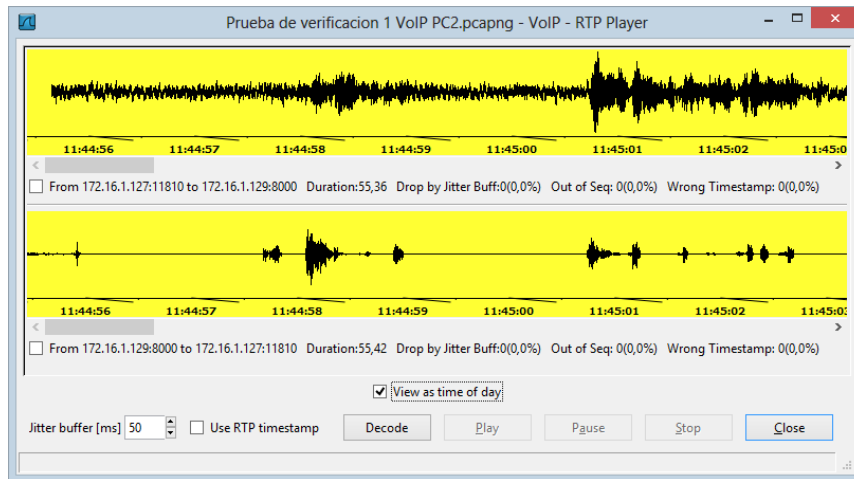 Prueba de verificacion 1 VoIP PC2.pcapng - VoIP - RTP Player
11:44:56 11:44:57 11:44:58 11:44:59 11:45:00 11:45:01 11:45:02 11:45:0
From 172.16.1.127:11810 to 172.16.1.129:8000 Duration:55,36 Drop by Jitter Buff:0(0,0%) Out of Seq: 0(0,0%) Wrong Timestamp: 0(0,0%)
11:44:56 11:44:57 11:44:58 11:44:59 11:45:00 11:45:01 11:45:02 11:45:03
From 172.16.1.129:8000 to 172.16.1.127:11810 Duration:55,42 Drop by Jitter Buff:0(0,0%) Out of Seq: 0(0,0%) Wrong Timestamp: 0(0,0%)
View as time of day
Jitter buffer [ms] 50 Use RTP timestamp Decode Play Pause Stop Close